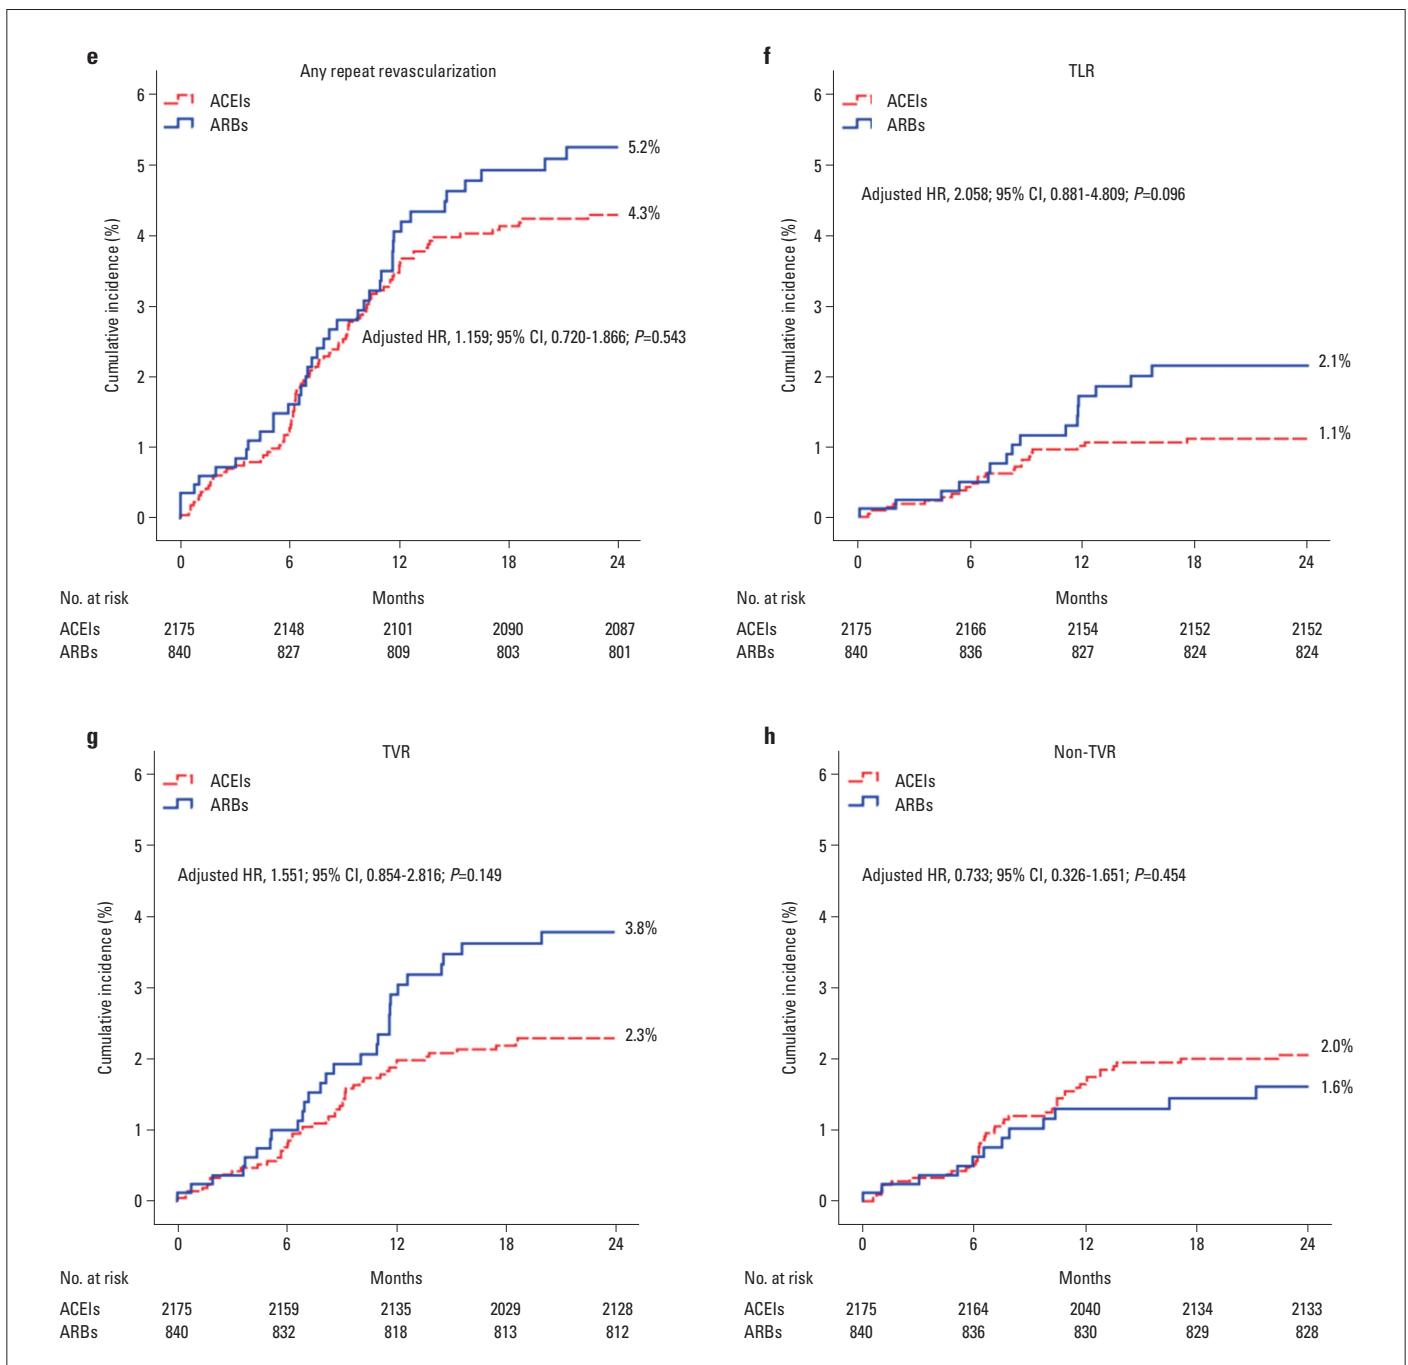 e
Any repeat revascularization
6
5
4
3
2
1
0
Cumulative incidence (%)
ACEIs
ARBs
5.2%
4.3%
Adjusted HR, 1.159; 95% CI, 0.720-1.866; P=0.543
0 6 12 18 24
No. at risk Months
ACEIs 2175 2148 2101 2090 2087
ARBs 840 827 809 803 801
f
TLR
6
5
4
3
2
1
0
Cumulative incidence (%)
ACEIs
ARBs
Adjusted HR, 2.058; 95% CI, 0.881-4.809; P=0.096
2.1%
1.1%
0 6 12 18 24
No. at risk Months
ACEIs 2175 2166 2154 2152 2152
ARBs 840 836 827 824 824
g
TVR
6
5
4
3
2
1
0
Cumulative incidence (%)
ACEIs
ARBs
Adjusted HR, 1.551; 95% CI, 0.854-2.816; P=0.149
3.8%
2.3%
0 6 12 18 24
No. at risk Months
ACEIs 2175 2159 2135 2029 2128
ARBs 840 832 818 813 812
h
Non-TVR
6
5
4
3
2
1
0
Cumulative incidence (%)
ACEIs
ARBs
Adjusted HR, 0.733; 95% CI, 0.326-1.651; P=0.454
2.0%
1.6%
0 6 12 18 24
No. at risk Months
ACEIs 2175 2164 2040 2134 2133
ARBs 840 836 830 829 828